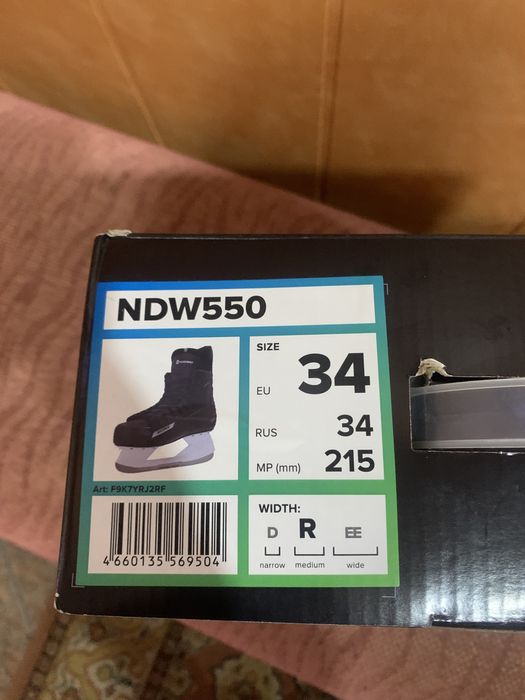 NDW550
SIZE
EU 34
RUS 34
MP (mm) 215
Art: F9K7YRJ2RF
4 660135 569504
WIDTH:
D R EE
narrow medium wide